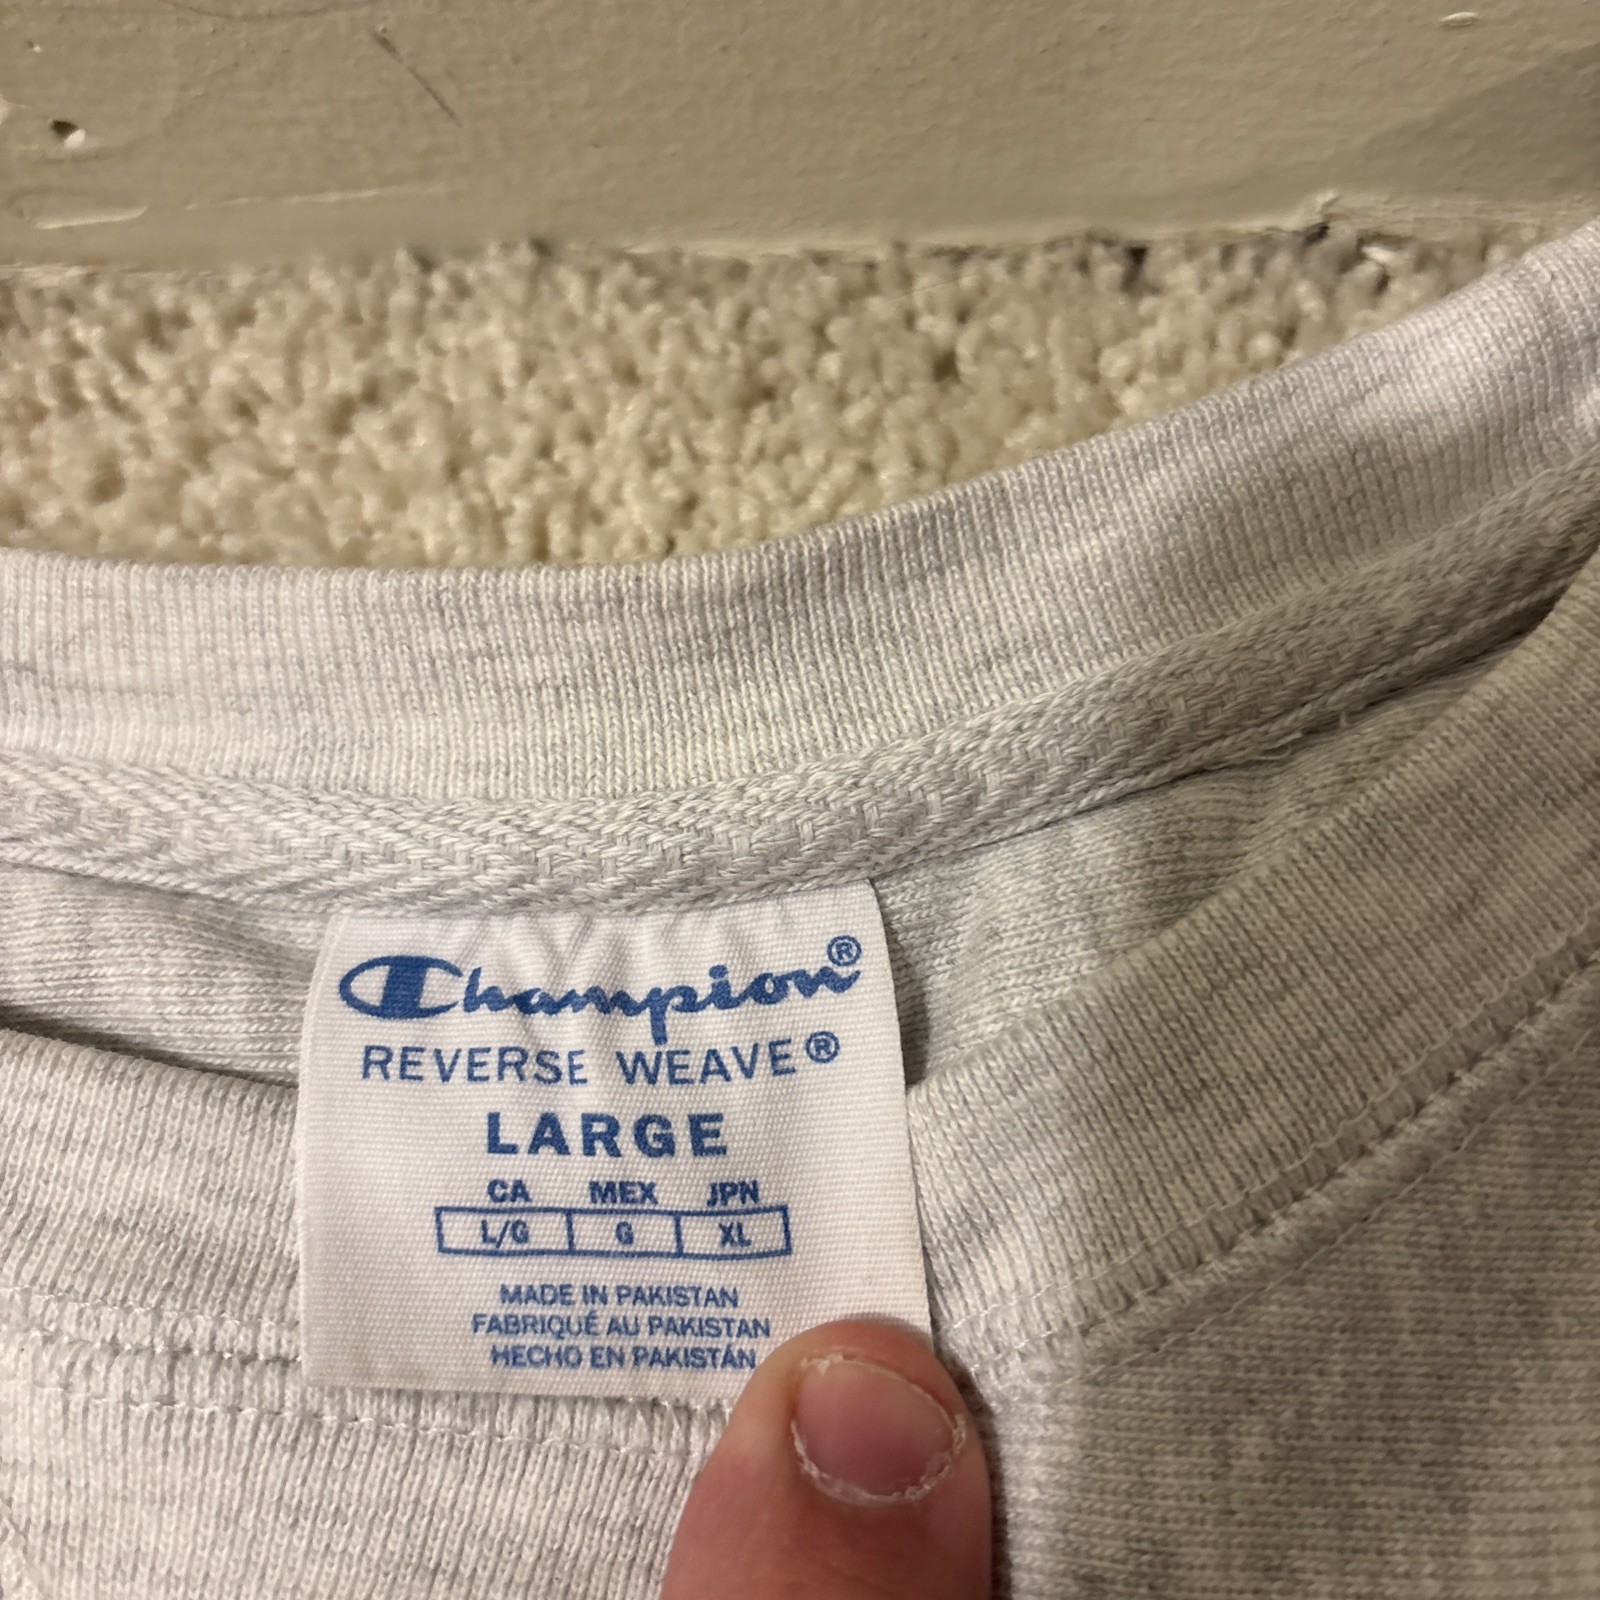 Champion®
REVERSE WEAVE®
LARGE
CA MEX JPN
L/G G XL
MADE IN PAKISTAN
FABRIQUÉ AU PAKISTAN
HECHO EN PAKISTÁN